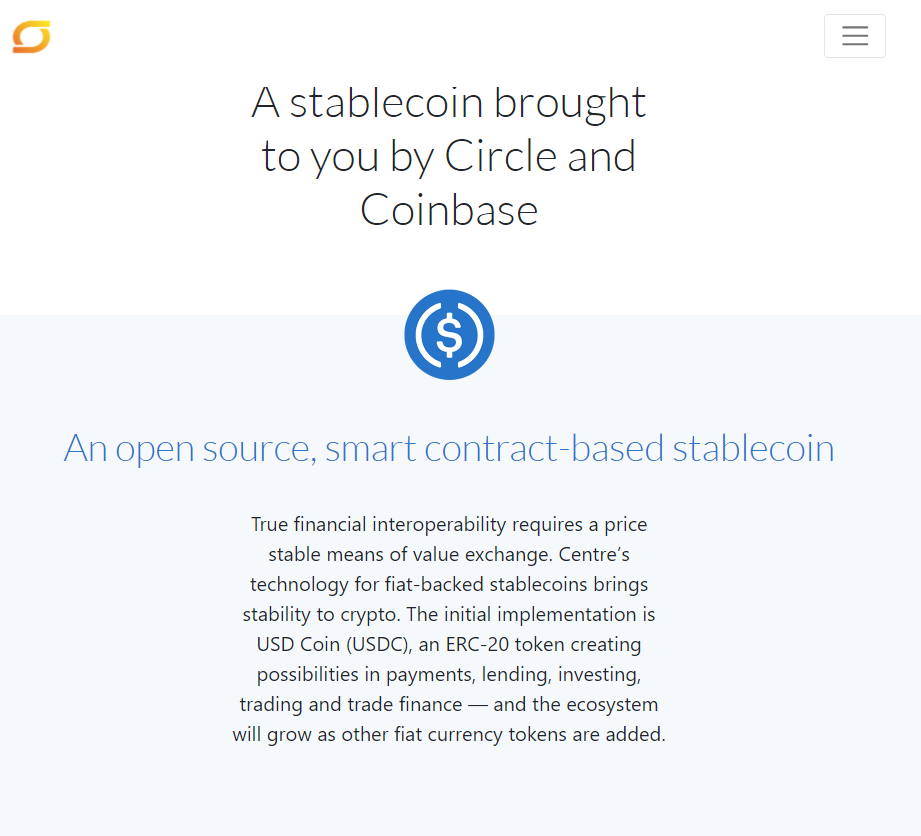 A stablecoin brought
to you by Circle and
Coinbase
$
An open source, smart contract-based stablecoin
True financial interoperability requires a price
stable means of value exchange. Centre’s
technology for fiat-backed stablecoins brings
stability to crypto. The initial implementation is
USD Coin (USDC), an ERC-20 token creating
possibilities in payments, lending, investing,
trading and trade finance — and the ecosystem
will grow as other fiat currency tokens are added.